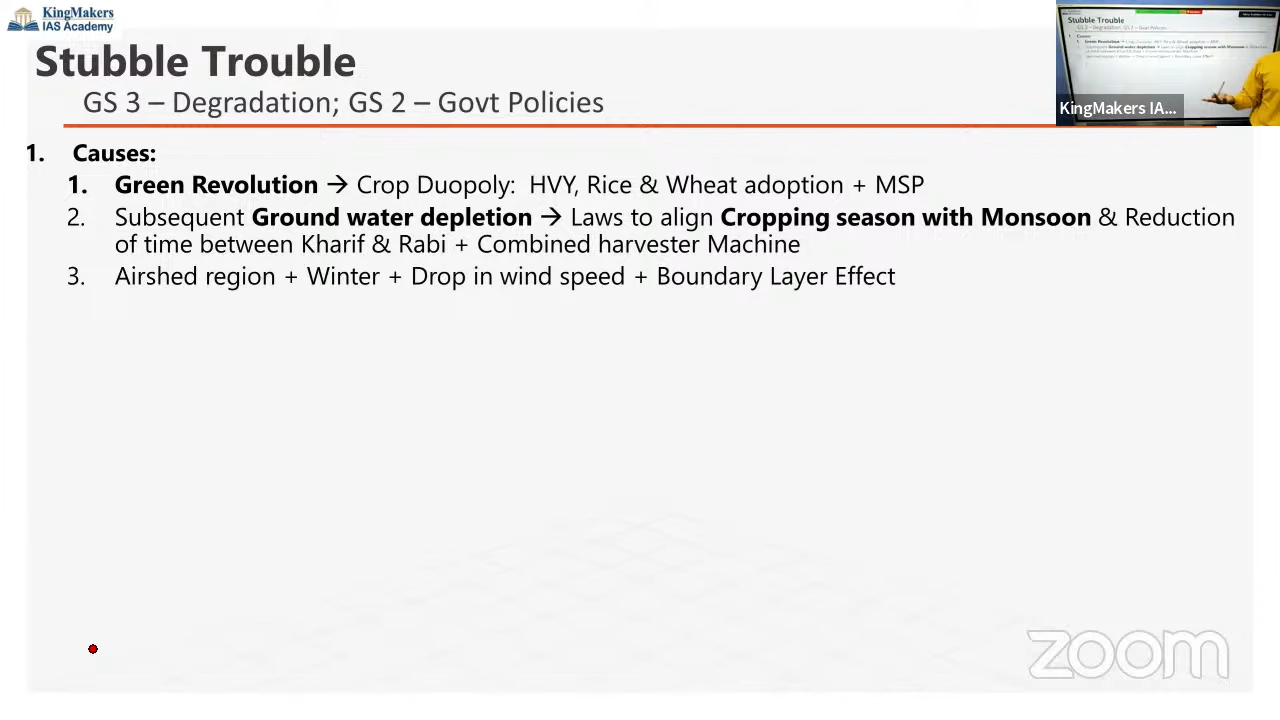 KingMakers
IAS Academy
Stubble Trouble
GS 3 – Degradation; GS 2 – Govt Policies
KingMakers IA...
1. Causes:
1. Green Revolution → Crop Duopoly: HVY, Rice & Wheat adoption + MSP
2. Subsequent Ground water depletion → Laws to align Cropping season with Monsoon & Reduction
of time between Kharif & Rabi + Combined harvester Machine
3. Airshed region + Winter + Drop in wind speed + Boundary Layer Effect
zoom